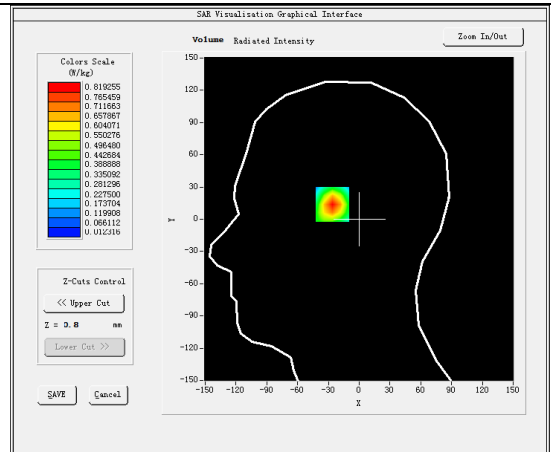 SAR Visualisation Graphical Interface
Volume Radiated Intensity
Zoom In/Out
Colors Scale
(W/kg)
0.819255
0.765459
0.711663
0.657867
0.604071
0.550276
0.496480
0.442684
0.388888
0.335092
0.281296
0.227500
0.173704
0.119908
0.066112
0.012316
Z-Cuts Control
<< Upper Cut
Z = 0.8 mm
Lower Cut >>
SAVE Cancel
150
120
90
60
30
0
-30
-60
-90
-120
-150
Y
-150 -120 -90 -60 -30 0 30 60 90 120 150
X